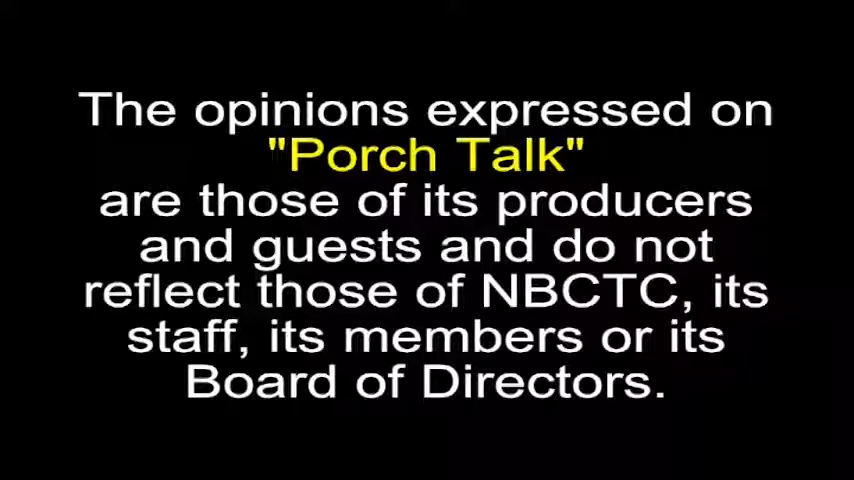 The opinions expressed on
"Porch Talk"
are those of its producers
and guests and do not
reflect those of NBCTC, its
staff, its members or its
Board of Directors.